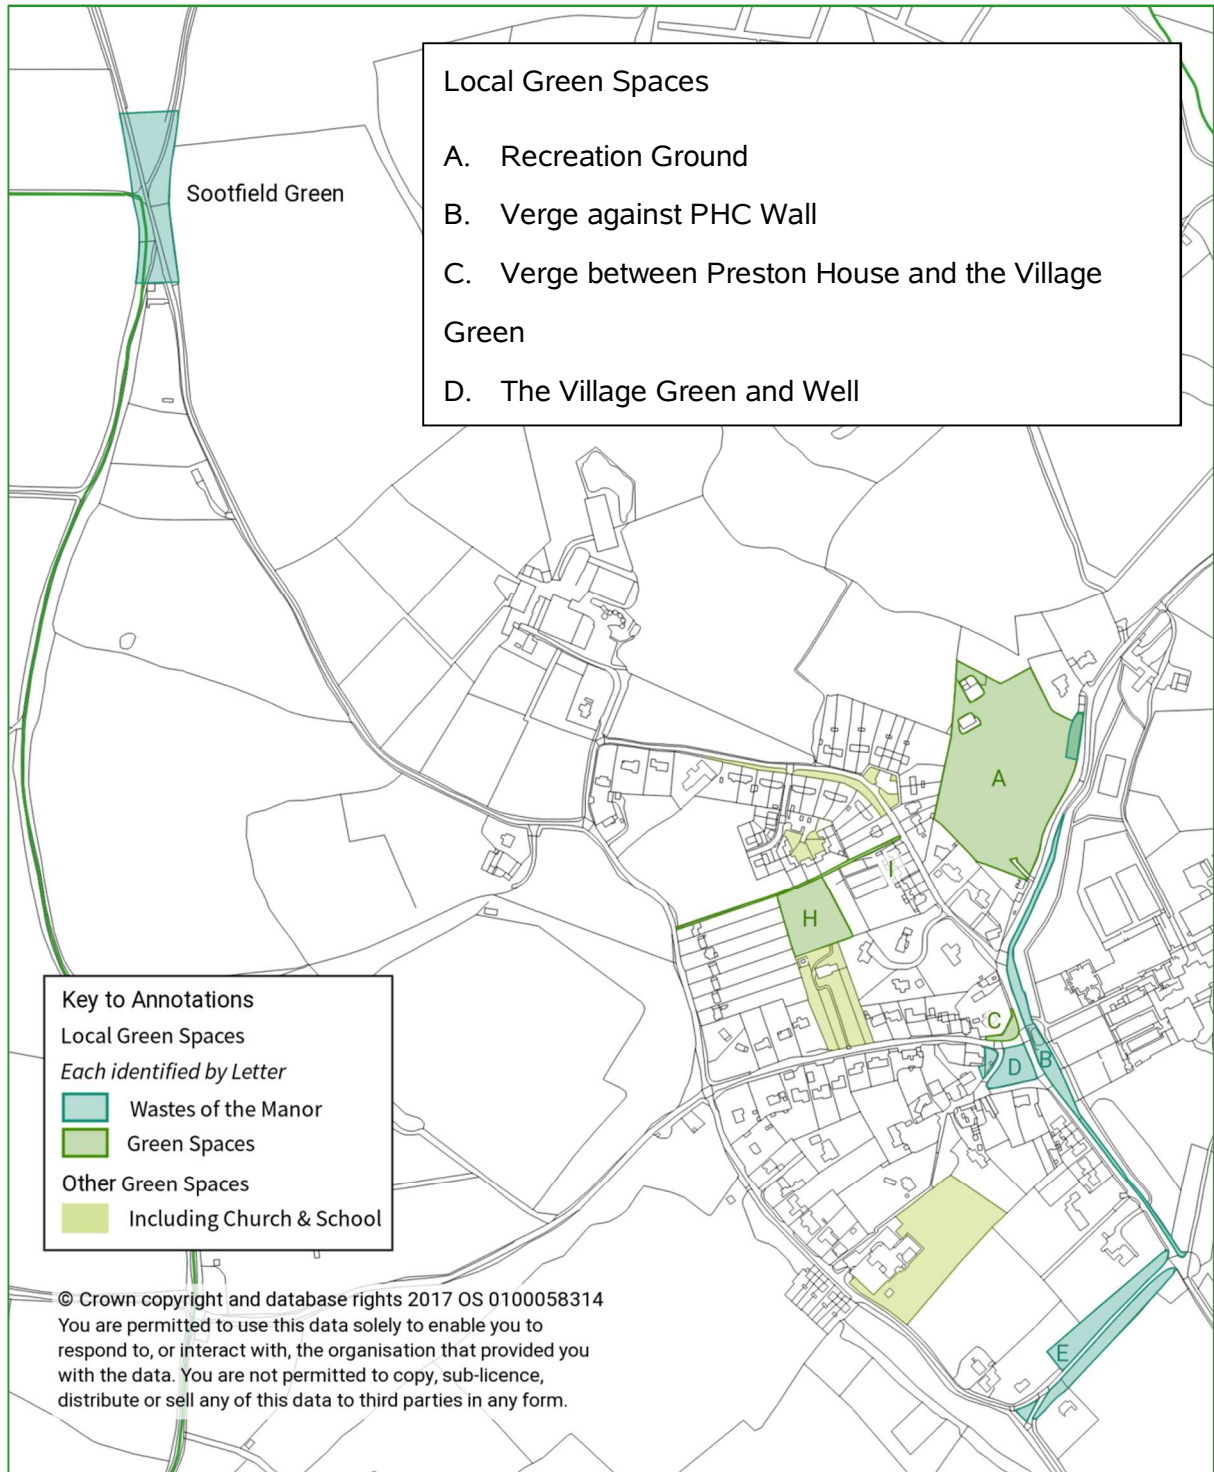 Local Green Spaces
A. Recreation Ground
B. Verge against PHC Wall
C. Verge between Preston House and the Village
Green
D. The Village Green and Well
Sootfield Green
A
I
H
C
D
B
E
Key to Annotations
Local Green Spaces
Each identified by Letter
Wastes of the Manor
Green Spaces
Other Green Spaces
Including Church & School
© Crown copyright and database rights 2017 OS 0100058314
You are permitted to use this data solely to enable you to
respond to, or interact with, the organisation that provided you
with the data. You are not permitted to copy, sub-licence,
distribute or sell any of this data to third parties in any form.